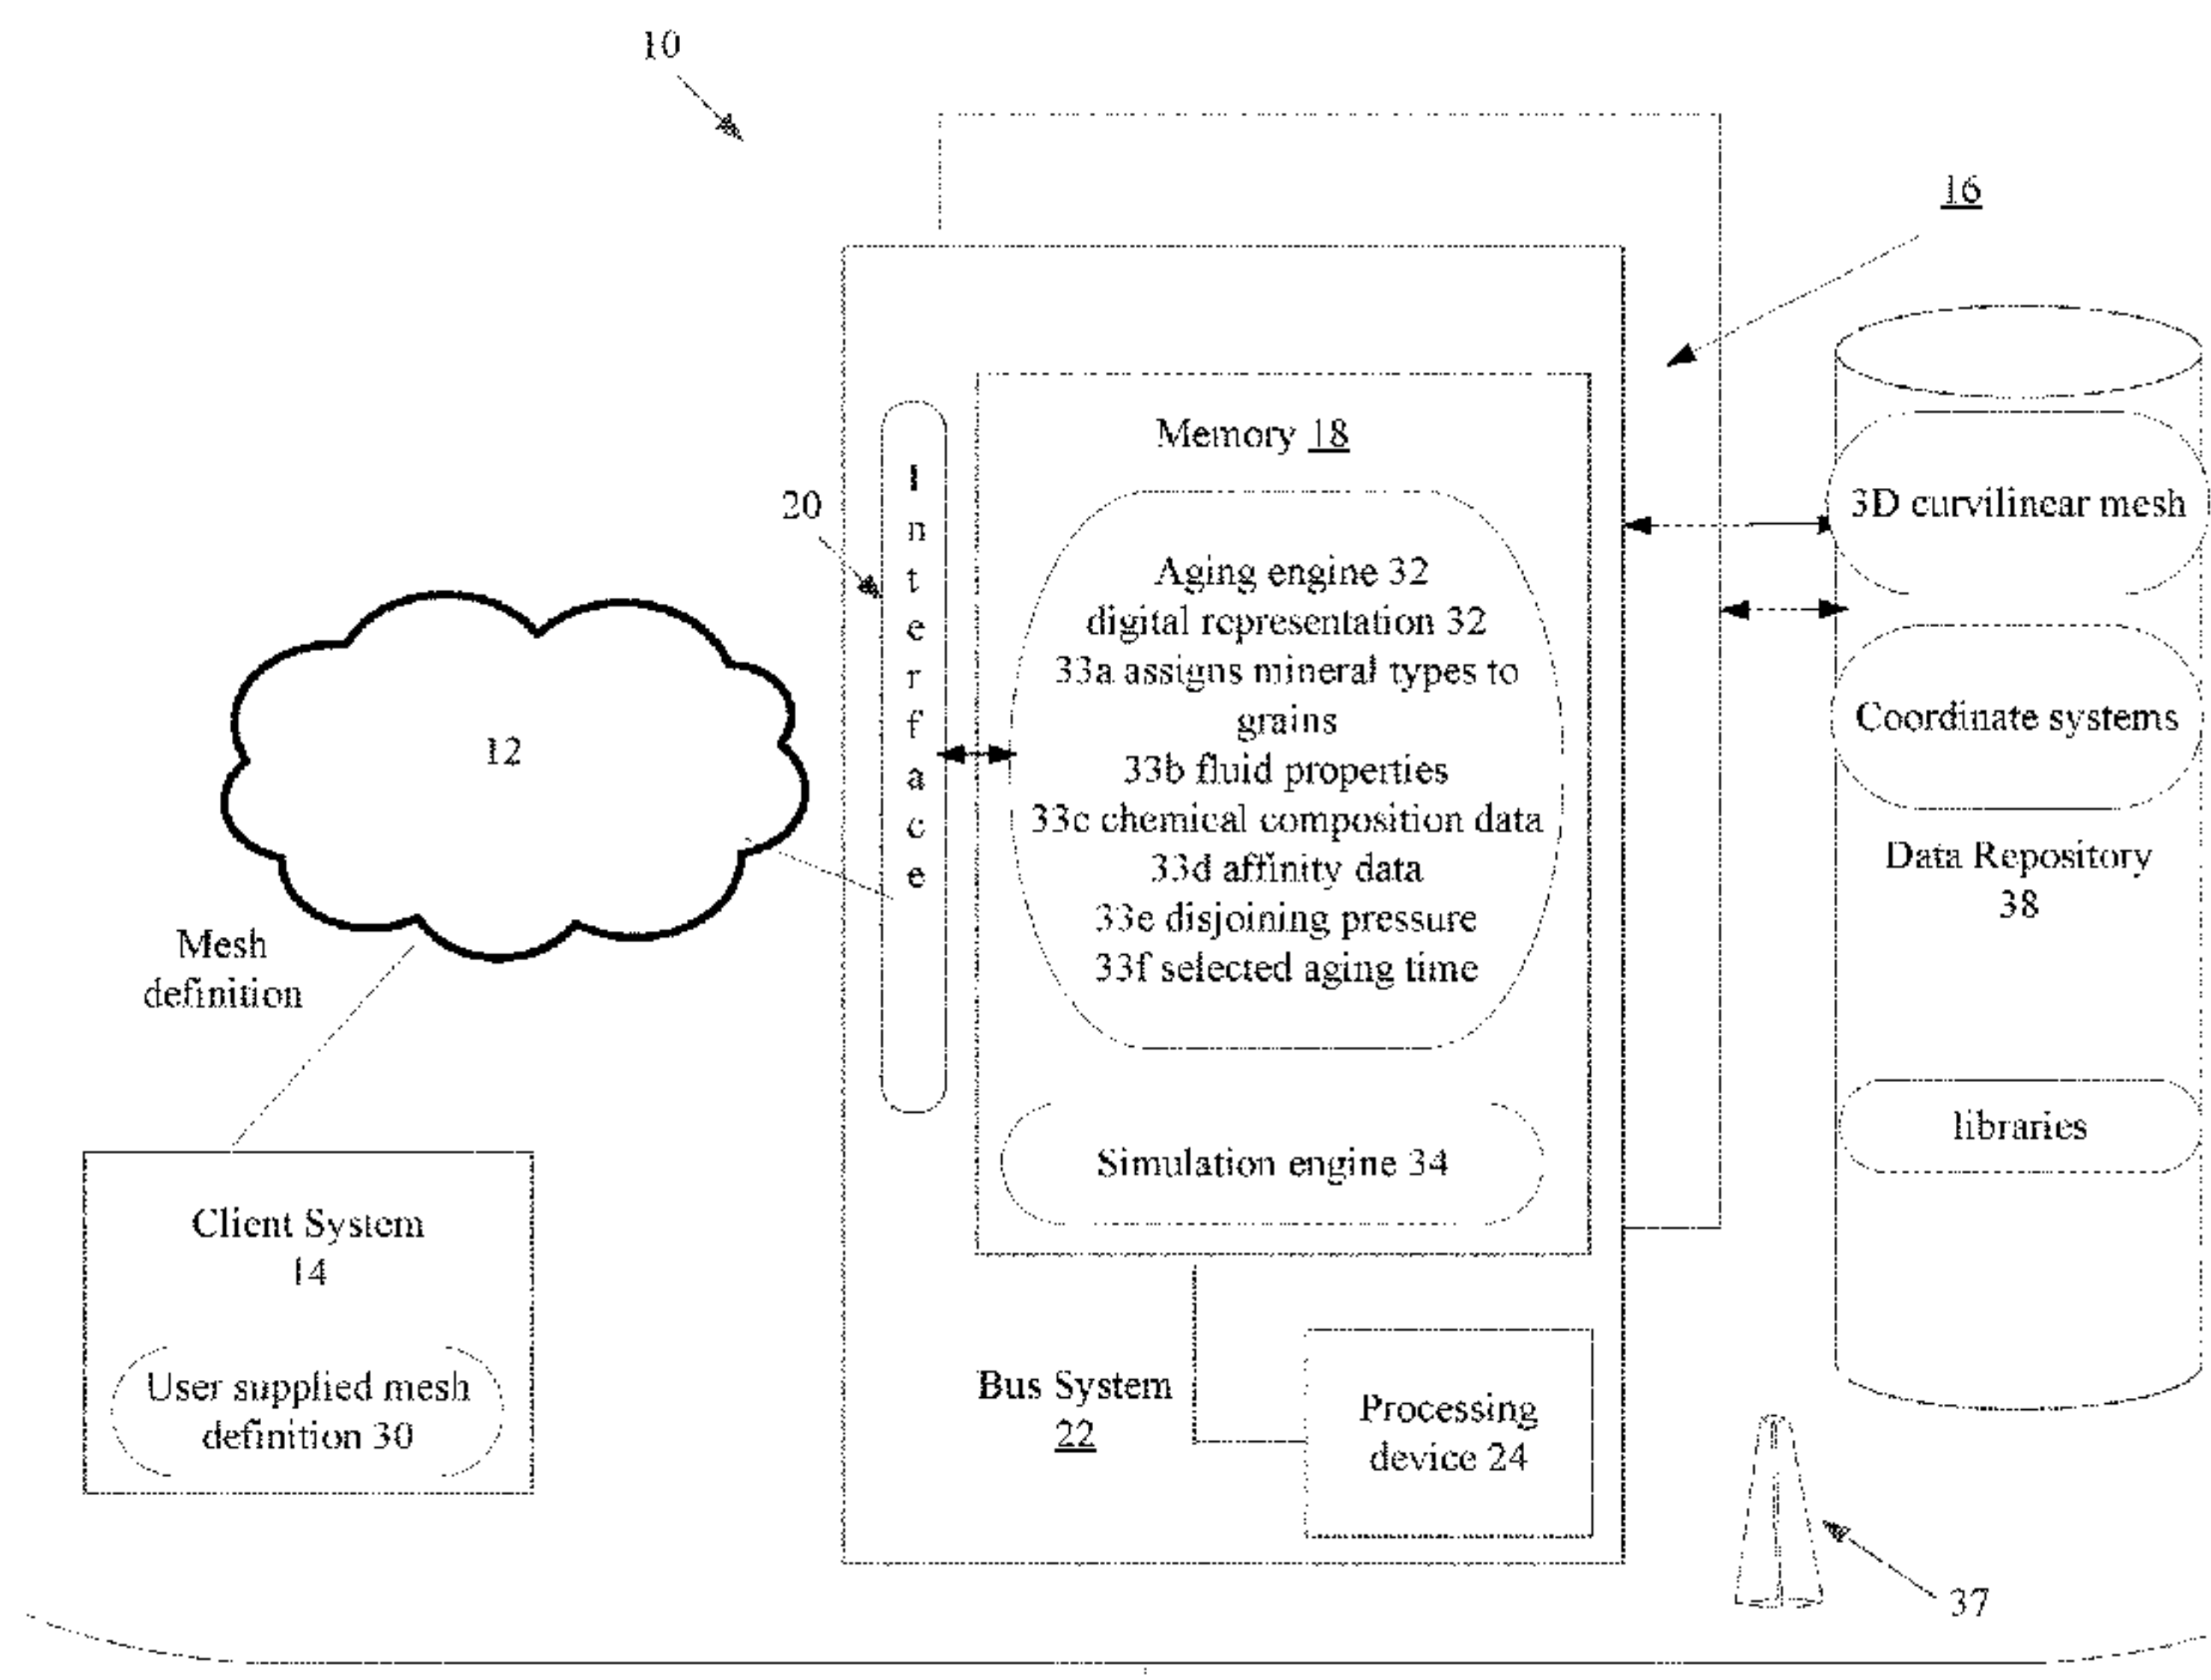 10
16
Memory 18
20
Interface
Aging engine 32
digital representation 32
33a assigns mineral types to
grains
33b fluid properties
33c chemical composition data
33d affinity data
33e disjoining pressure
33f selected aging time
Simulation engine 34
3D curvilinear mesh
Coordinate systems
Data Repository
38
libraries
12
Mesh
definition
Client System
14
User supplied mesh
definition 30
Bus System
22
Processing
device 24
37